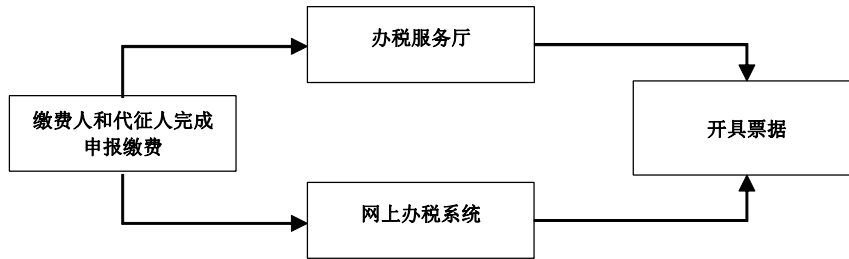 办税服务厅
缴费人和代征人完成
申报缴费
开具票据
网上办税系统